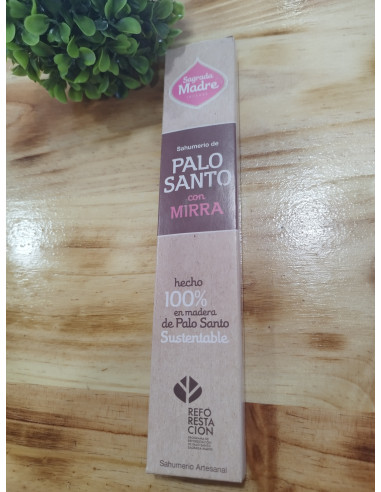 Sagrada
Madre
Sahumerio de
PALO
SANTO
con
MIRRA
hecho
100%
en madera
de Palo Santo
Sustentable
REFO
RESTA
CION
Sahumerio Artesanal